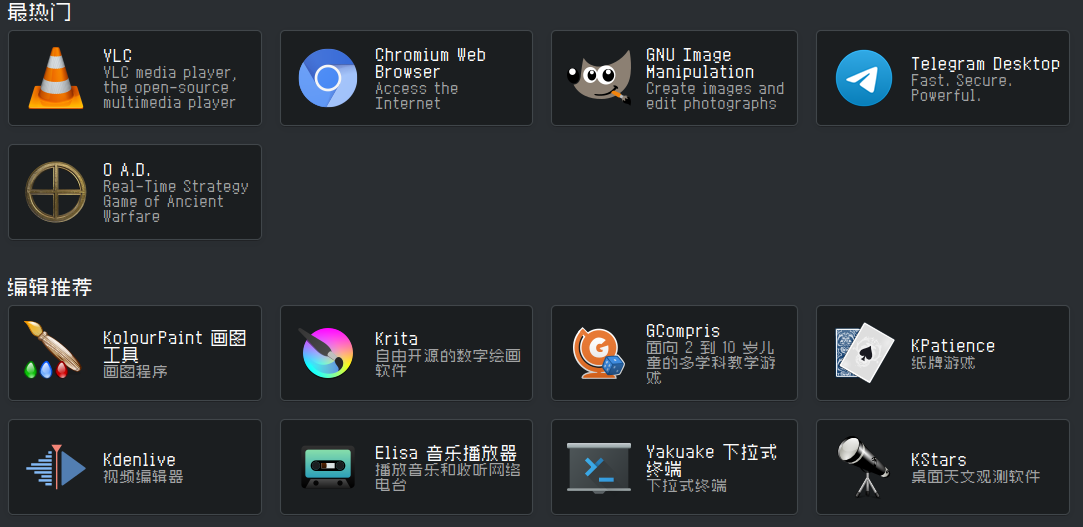 最热门
VLC
VLC media player,
the open-source
multimedia player
Chromium Web
Browser
Access the
Internet
GNU Image
Manipulation
Create images and
edit photographs
Telegram Desktop
Fast. Secure.
Powerful.
0 A.D.
Real-Time Strategy
Game of Ancient
Warfare
编辑推荐
KolourPaint 画图
工具
画图程序
Krita
自由开源的数字绘画
软件
GCompris
面向 2 到 10 岁儿
童的多学科教学游
戏
KPatience
纸牌游戏
Kdenlive
视频编辑器
Elisa 音乐播放器
播放音乐和收听网络
电台
Yakuake 下拉式
终端
下拉式终端
KStars
桌面天文观测软件